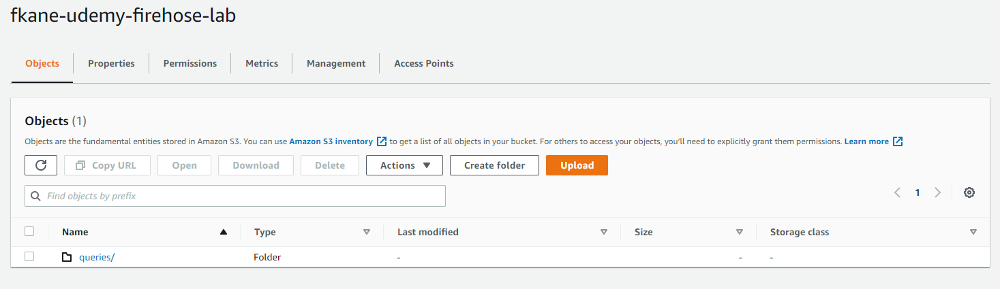 fkane-udemy-firehose-lab
Objects Properties Permissions Metrics Management Access Points
Objects (1)
Objects are the fundamental entities stored in Amazon S3. You can use Amazon S3 inventory to get a list of all objects in your bucket. For others to access your objects, you'll need to explicitly grant them permissions. Learn more
Copy URL Open Download Delete Actions Create folder Upload
Find objects by prefix 1
Name Type Last modified Size Storage class
queries/ Folder - - -